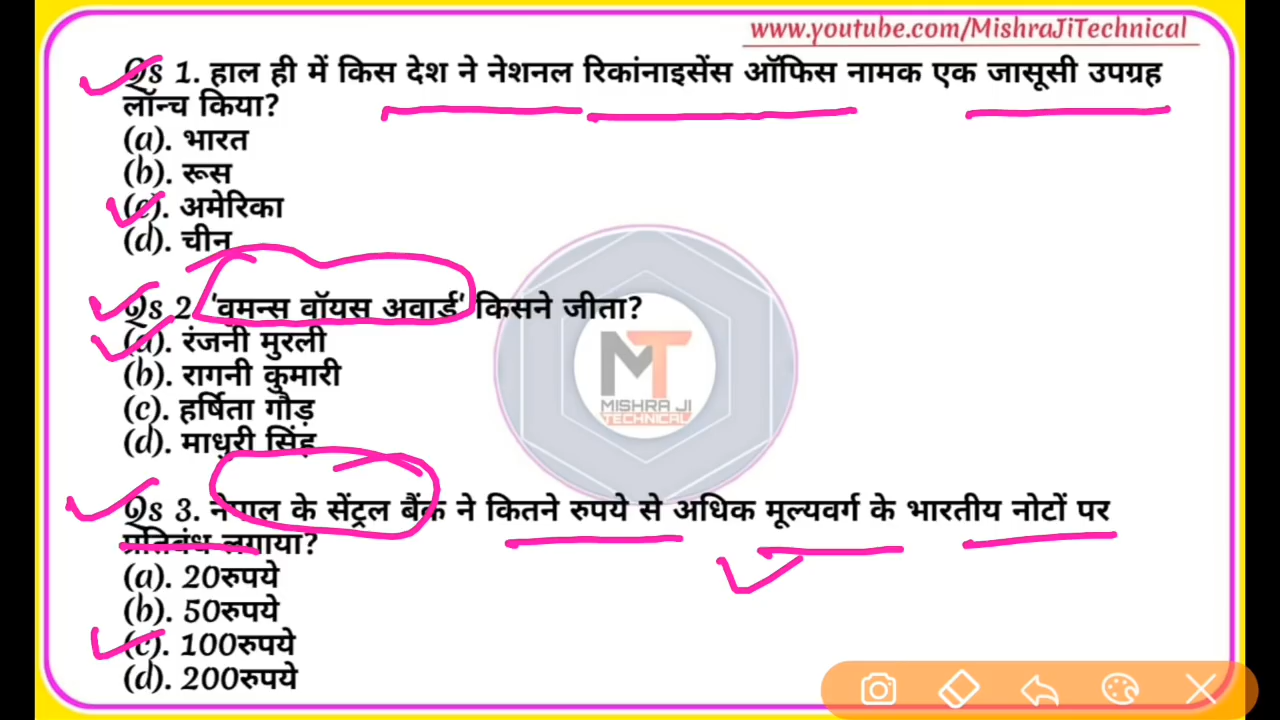 www.youtube.com/MishraJiTechnical
Qs 1. हाल ही में किस देश ने नेशनल रिकांनाइसेंस ऑफिस नामक एक जासूसी उपग्रह
लॉन्च किया?
(a). भारत
(b). रूस
(c). अमेरिका
(d). चीन
Qs 2. 'वुमन्स वॉयस अवार्ड' किसने जीता?
(a). रंजनी मुरली
(b). रागनी कुमारी
(c). हर्षिता गौड़
(d). माधुरी सिंह
MT
MISHRA JI
TECHNICAL
Qs 3. नेपाल के सेंट्रल बैंक ने कितने रुपये से अधिक मूल्यवर्ग के भारतीय नोटों पर
प्रतिबंध लगाया?
(a). 20रुपये
(b). 50रुपये
(c). 100रुपये
(d). 200रुपये